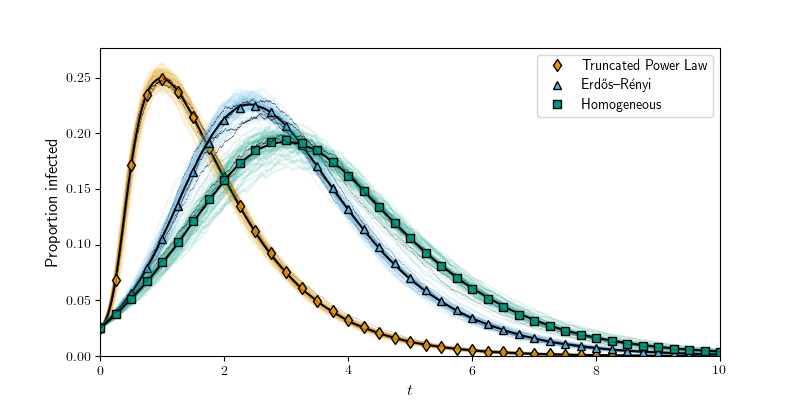 Truncated Power Law
Erdős–Rényi
Homogeneous
Proportion infected
0.25
0.20
0.15
0.10
0.05
0.00
0 2 4 6 8 10
t